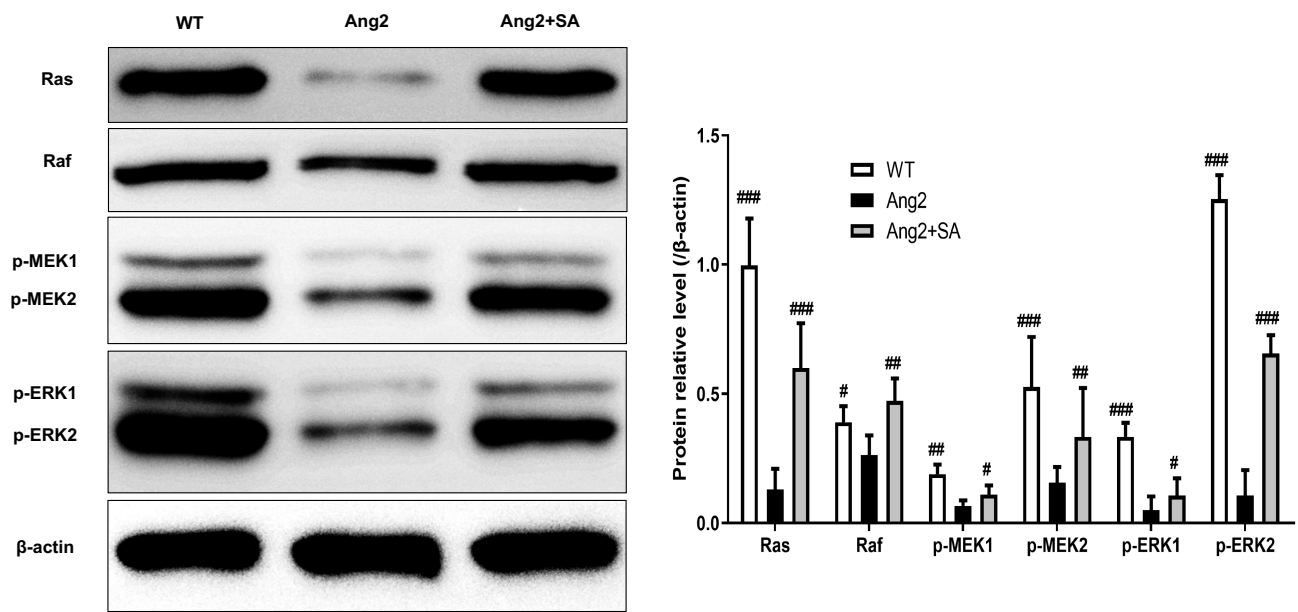 WT Ang2 Ang2+SA
Ras
Raf
p-MEK1
p-MEK2
p-ERK1
p-ERK2
β-actin
Protein relative level (/β-actin)
1.5
1.0
0.5
0.0
WT
Ang2
Ang2+SA
### ###
# ##
## #
### ##
### #
### ###
Ras Raf p-MEK1 p-MEK2 p-ERK1 p-ERK2